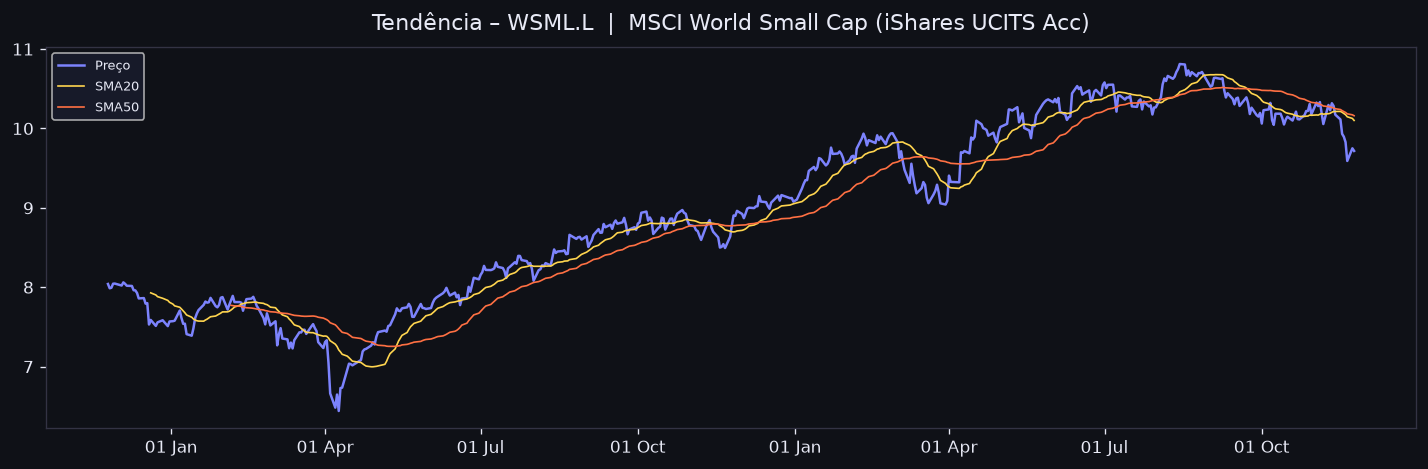 Tendência – WSML.L  |  MSCI World Small Cap (iShares UCITS Acc)
Preço
SMA20
SMA50
11
10
9
8
7
01 Jan
01 Apr
01 Jul
01 Oct
01 Jan
01 Apr
01 Jul
01 Oct